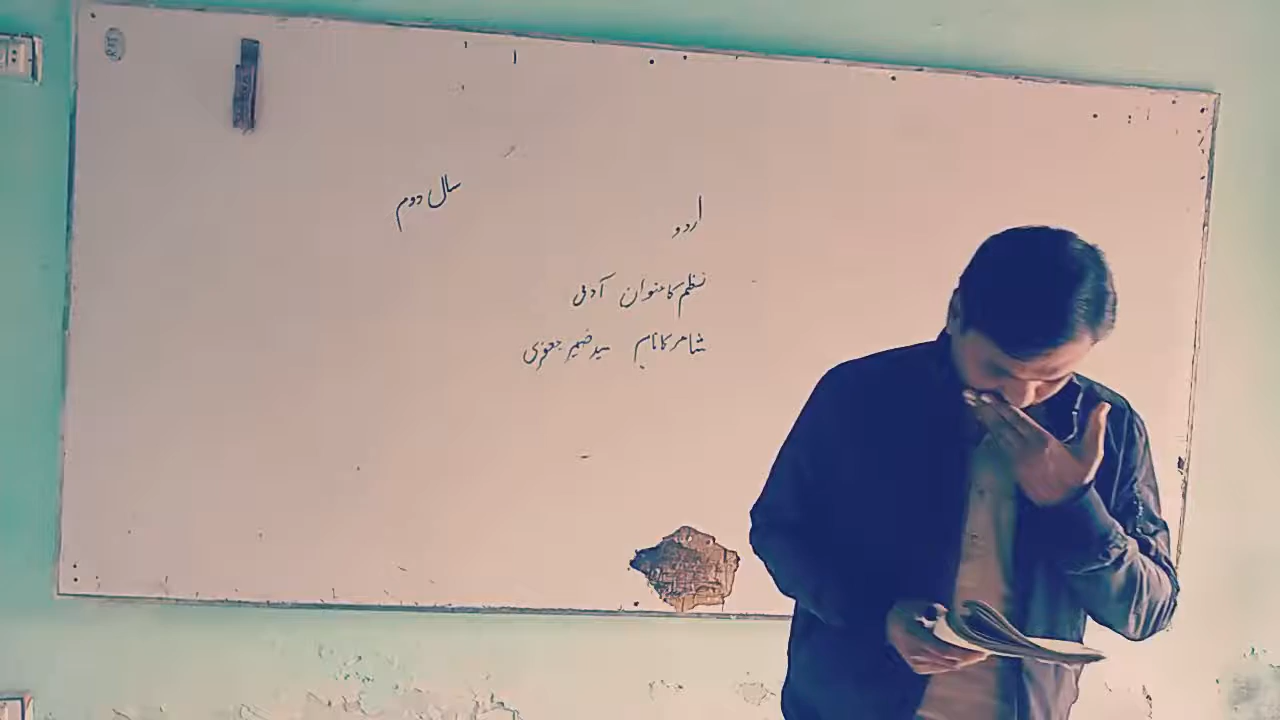 سال دوم
اردو
نظم کا عنوان آدمی
شاعر کا نام سید ضمیر جعفری